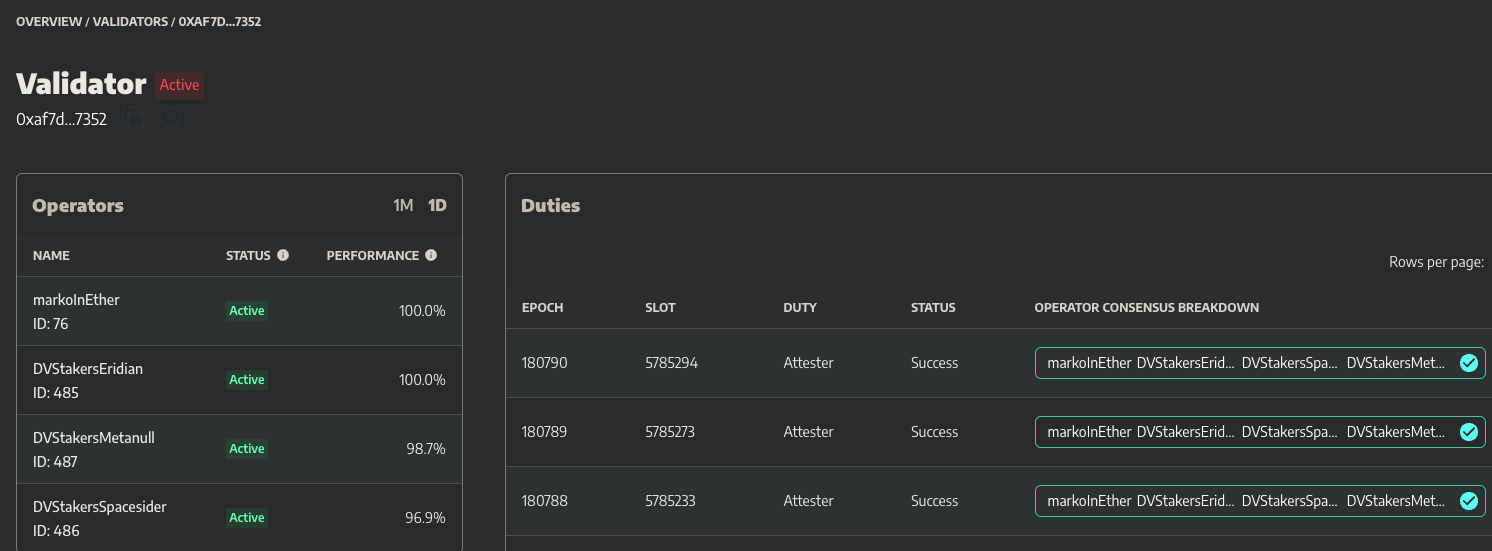 OVERVIEW / VALIDATORS / 0XAF7D...7352
Validator Active
0xaf7d...7352
Operators 1M 1D
NAME STATUS PERFORMANCE
markoInEther
ID: 76
Active 100.0%
DVStakersEridian
ID: 485
Active 100.0%
DVStakersMetanull
ID: 487
Active 98.7%
DVStakersSpacesider
ID: 486
Active 96.9%
Duties
Rows per page:
EPOCH SLOT DUTY STATUS OPERATOR CONSENSUS BREAKDOWN
180790 5785294 Attester Success markoInEther DVStakersErid... DVStakersSpa... DVStakersMet...
180789 5785273 Attester Success markoInEther DVStakersErid... DVStakersSpa... DVStakersMet...
180788 5785233 Attester Success markoInEther DVStakersErid... DVStakersSpa... DVStakersMet...